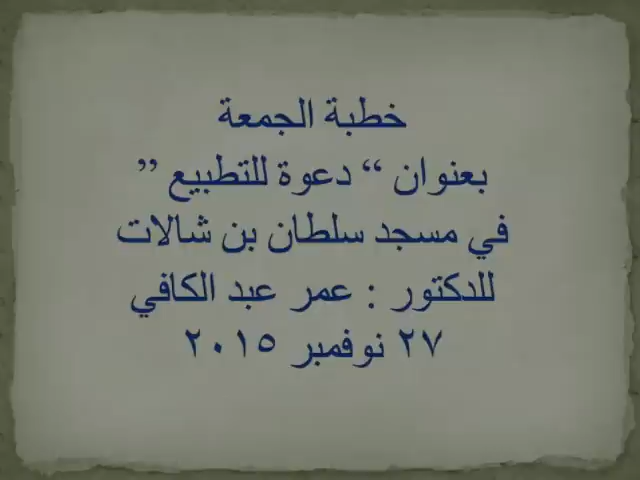 خطبة الجمعة
بعنوان “ دعوة للتطبيع ”
في مسجد سلطان بن شالات
للدكتور : عمر عبد الكافي
٢٧ نوفمبر ٢٠١٥